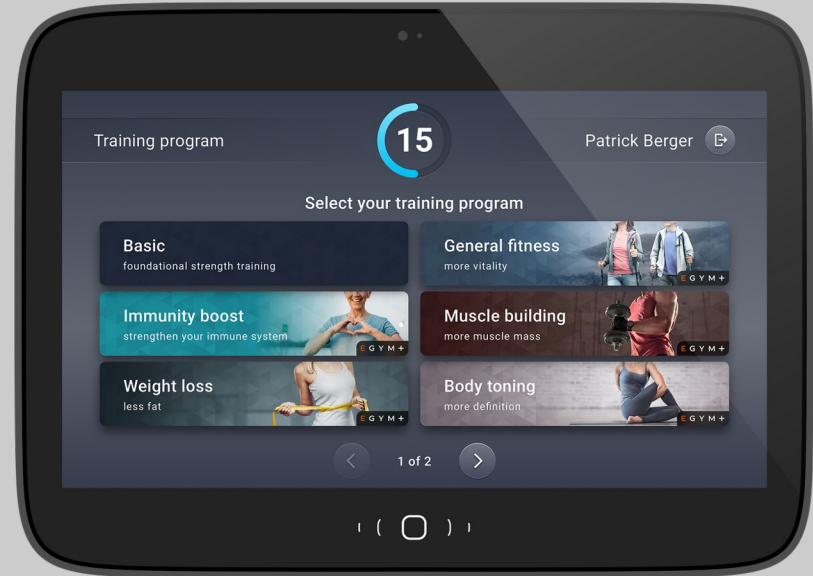 Training program
15
Patrick Berger
Select your training program
Basic
foundational strength training
General fitness
more vitality
EGYM+
Immunity boost
strengthen your immune system
EGYM+
Muscle building
more muscle mass
EGYM+
Weight loss
less fat
EGYM+
Body toning
more definition
EGYM+
1 of 2